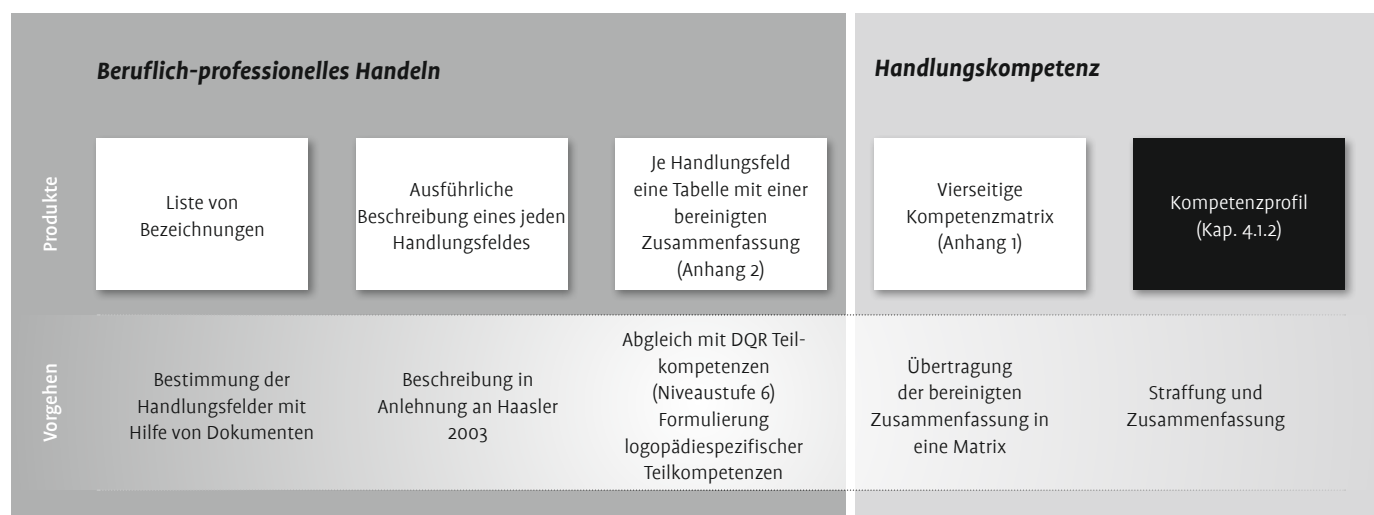 Beruflich-professionelles Handeln
Handlungskompetenz
Produkte
Liste von
Bezeichnungen
Ausführliche
Beschreibung eines jeden
Handlungsfeldes
Je Handlungsfeld
eine Tabelle mit einer
bereinigten
Zusammenfassung
(Anhang 2)
Vierseitige
Kompetenzmatrix
(Anhang 1)
Kompetenzprofil
(Kap. 4.1.2)
Vorgehen
Bestimmung der
Handlungsfelder mit
Hilfe von Dokumenten
Beschreibung in
Anlehnung an Haasler
2003
Abgleich mit DQR Teil-
kompetenzen
(Niveaustufe 6)
Formulierung
logopädiespezifischer
Teilkompetenzen
Übertragung
der bereinigten
Zusammenfassung in
eine Matrix
Straffung und
Zusammenfassung